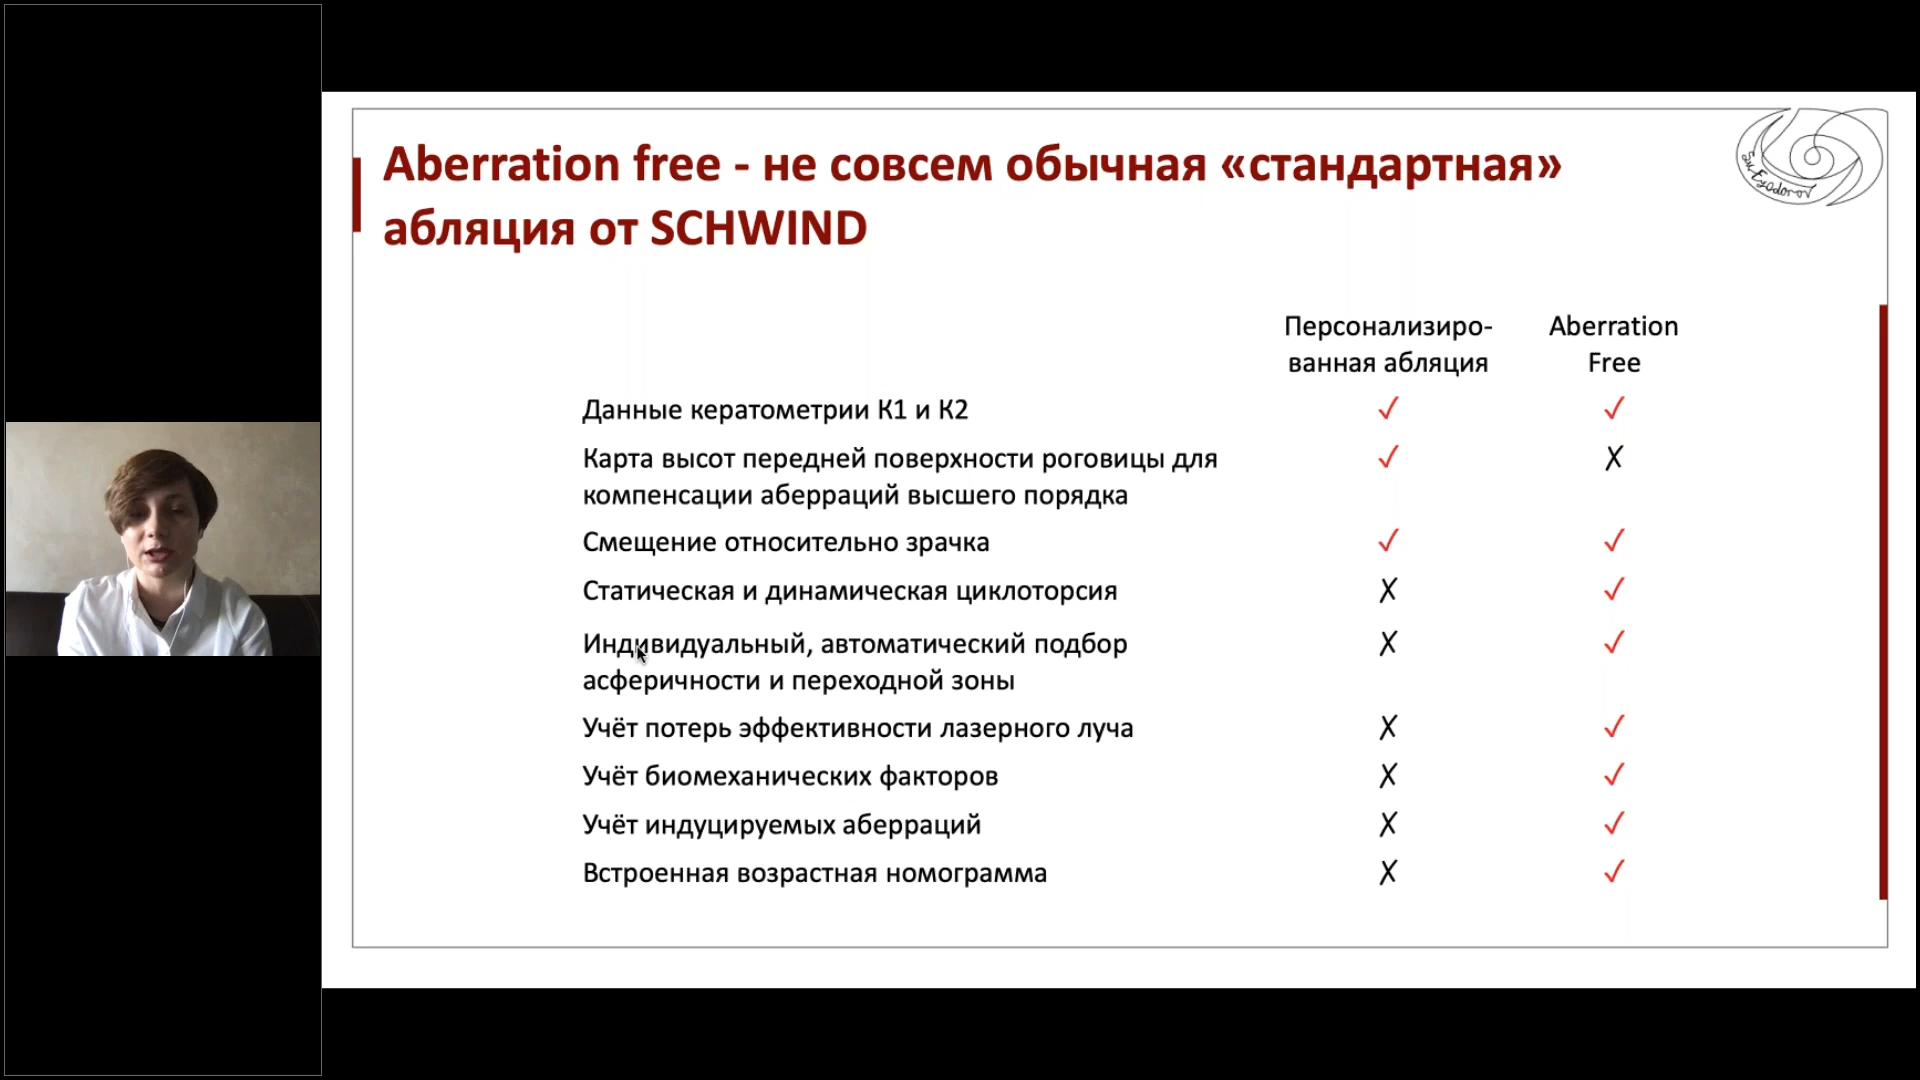 Aberration free - не совсем обычная «стандартная»
абляция от SCHWIND
Персонализиро-
ванная абляция
Aberration
Free
Данные кератометрии К1 и К2 ✓ ✓
Карта высот передней поверхности роговицы для ✓ ✗
компенсации аберраций высшего порядка
Смещение относительно зрачка ✓ ✓
Статическая и динамическая циклоторсия ✗ ✓
Индивидуальный, автоматический подбор ✗ ✓
асферичности и переходной зоны
Учёт потерь эффективности лазерного луча ✗ ✓
Учёт биомеханических факторов ✗ ✓
Учёт индуцируемых аберраций ✗ ✓
Встроенная возрастная номограмма ✗ ✓